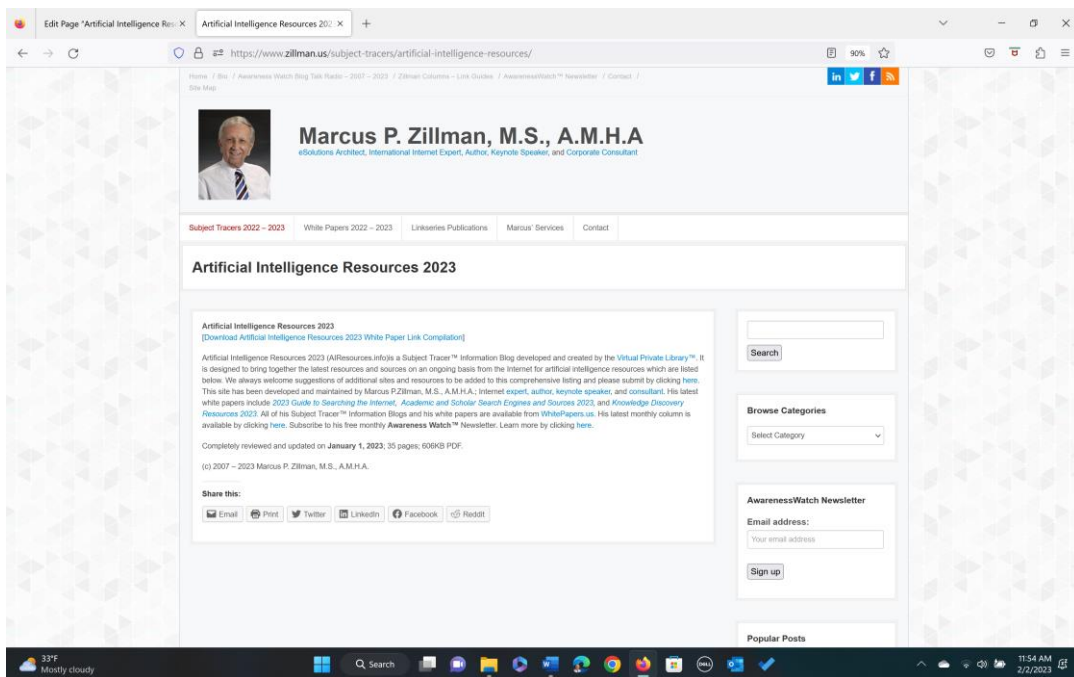 Edit Page "Artificial Intelligence Res
Artificial Intelligence Resources 202
https://www.zillman.us/subject-tracers/artificial-intelligence-resources/
90%
Home / Bio / Awareness Watch Blog Talk Radio – 2007 – 2023 / Zillman Columns – Link Guides / AwarenessWatch™ Newsletter / Contact /
Site Map
Marcus P. Zillman, M.S., A.M.H.A
eSolutions Architect, International Internet Expert, Author, Keynote Speaker, and Corporate Consultant
Subject Tracers 2022 – 2023
White Papers 2022 – 2023
Linkseries Publications
Marcus' Services
Contact
Artificial Intelligence Resources 2023
Artificial Intelligence Resources 2023
[Download Artificial Intelligence Resources 2023 White Paper Link Compilation]
Artificial Intelligence Resources 2023 (AIResources.info)is a Subject Tracer™ Information Blog developed and created by the Virtual Private Library™. It
is designed to bring together the latest resources and sources on an ongoing basis from the Internet for artificial intelligence resources which are listed
below. We always welcome suggestions of additional sites and resources to be added to this comprehensive listing and please submit by clicking here.
This site has been developed and maintained by Marcus P.Zillman, M.S., A.M.H.A.; Internet expert, author, keynote speaker, and consultant. His latest
white papers include 2023 Guide to Searching the Internet, Academic and Scholar Search Engines and Sources 2023, and Knowledge Discovery
Resources 2023. All of his Subject Tracer™ Information Blogs and his white papers are available from WhitePapers.us. His latest monthly column is
available by clicking here. Subscribe to his free monthly Awareness Watch™ Newsletter. Learn more by clicking here.
Completely reviewed and updated on January 1, 2023; 35 pages; 606KB PDF.
(c) 2007 – 2023 Marcus P. Zillman, M.S., A.M.H.A.
Share this:
Email
Print
Twitter
LinkedIn
Facebook
Reddit
Search
Browse Categories
Select Category
AwarenessWatch Newsletter
Email address:
Your email address
Sign up
Popular Posts
33°F
Mostly cloudy
Search
DELL
11:54 AM
2/2/2023